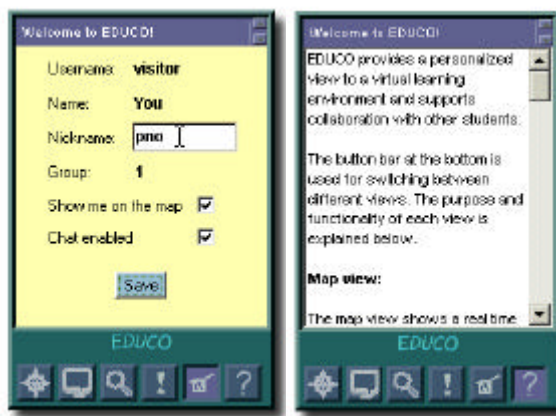 Welcome to EDUCO!
Username: visitor
Name: You
Nickname: pno
Group: 1
Show me on the map
Chat enabled
Save
EDUCO
! ?
Welcome to EDUCO!
EDUCO provides a personalized
view to a virtual learning
environment and supports
collaboration with other students.
The button bar at the bottom is
used for switching between
different views. The purpose and
functionality of each view is
explained below.
Map view:
The map view shows a real time
EDUCO
! ?